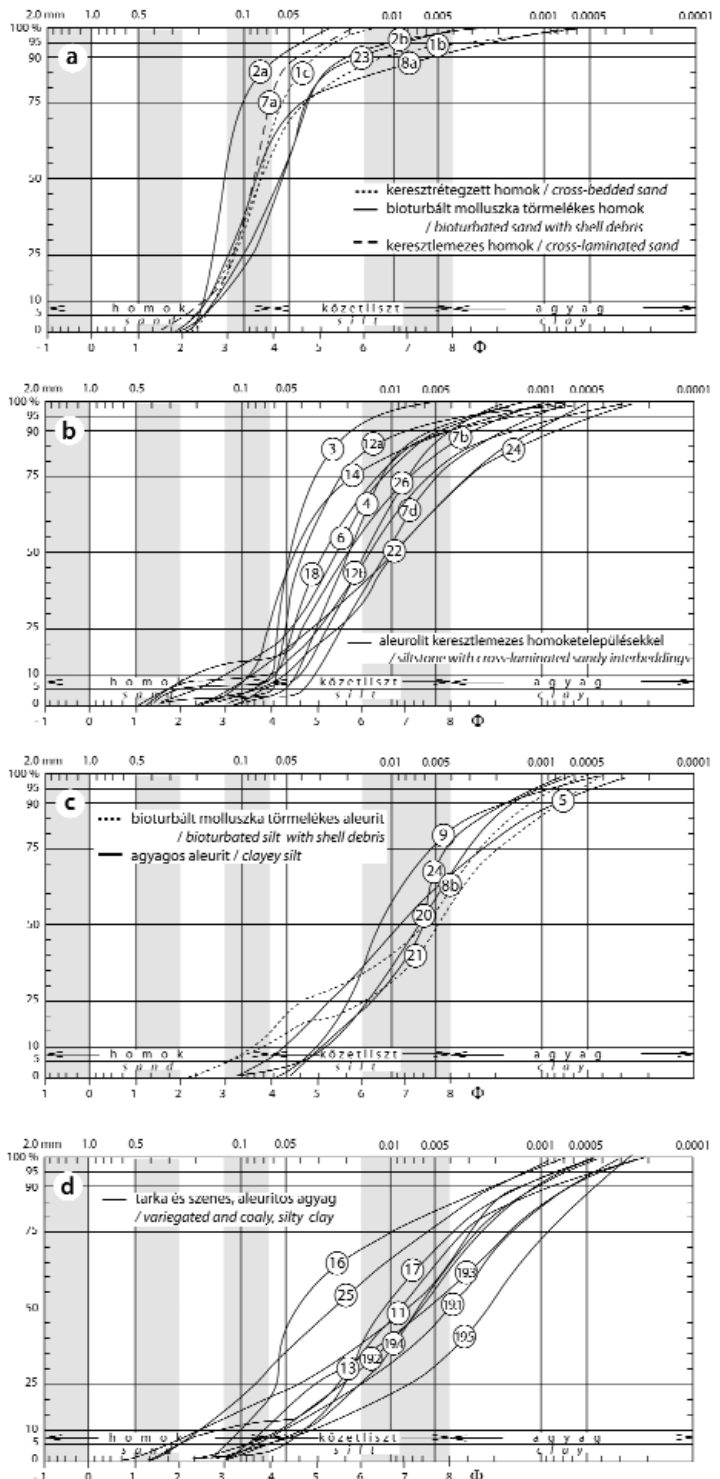 2.0 mm 1.0 0.5 0.1 0.05 0.01 0.005 0.001 0.0005 0.0001
100 %
95
90
75
50
25
10
5
0
a
2a
1c
7a
23
2b
1b
8a
keresztrétegzett homok / cross-bedded sand
bioturbált molluszka törmelékes homok
/ bioturbated sand with shell debris
keresztlemezes homok / cross-laminated sand
homok kőzetliszt agyag
sand silt clay
-1 0 1 2 3 4 5 6 7 8 Φ
2.0 mm 1.0 0.5 0.1 0.05 0.01 0.005 0.001 0.0005 0.0001
100 %
95
90
75
50
25
10
5
0
b
3
12a
14
4
6
18
12b
26
7b
7d
22
24
aleurolit keresztlemezes homoketelepülésekkel
/ siltstone with cross-laminated sandy interbeddings
homok kőzetliszt agyag
sand silt clay
-1 0 1 2 3 4 5 6 7 8 Φ
2.0 mm 1.0 0.5 0.1 0.05 0.01 0.005 0.001 0.0005 0.0001
100 %
95
90
75
50
25
10
5
0
c
bioturbált molluszka törmelékes aleurit
/ bioturbated silt with shell debris
agyagos aleurit / clayey silt
9
5
24
8b
20
21
homok kőzetliszt agyag
sand silt clay
-1 0 1 2 3 4 5 6 7 8 Φ
2.0 mm 1.0 0.5 0.1 0.05 0.01 0.005 0.001 0.0005 0.0001
100 %
95
90
75
50
25
10
5
0
d
tarka és szenes, aleuritos agyag
/ variegated and coaly, silty clay
16
25
17
11
13
19.2
19.4
19.3
19.1
19.5
homok kőzetliszt agyag
sand silt clay
-1 0 1 2 3 4 5 6 7 8 Φ